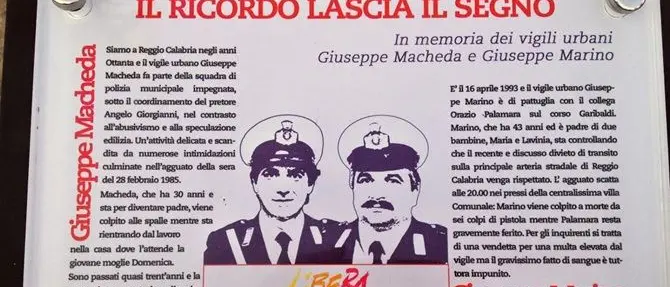 IL RICORDO LASCIA IL SEGNO
In memoria dei vigili urbani
Giuseppe Macheda e Giuseppe Marino
Giuseppe Macheda
Siamo a Reggio Calabria negli anni
Ottanta e il vigile urbano Giuseppe
Macheda fa parte della squadra di
polizia municipale impegnata,
sotto il coordinamento del pretore
Angelo Giorgianni, nel contrasto
all'abusivismo e alla speculazione
edilizia. Un'attività delicata e scan-
dita da numerose intimidazioni
culminate nell'agguato della sera
del 28 febbraio 1985.
Macheda, che ha 30 anni e
sta per diventare padre, viene
colpito alle spalle mentre sta
rientrando dal lavoro
nella casa dove l'attende la
giovane moglie Domenica.
Sono passati quasi trent'anni e la
E' il 16 aprile 1993 e il vigile urbano Giusep-
pe Marino è di pattuglia con il collega
Orazio Palamara sul corso Garibaldi.
Marino, che ha 43 anni ed è padre di due
bambine, Maria e Lavinia, sta controllando
che il recente e discusso divieto di transito
sulla principale arteria stradale di Reggio
Calabria venga rispettato. L' agguato scatta
alle 20.00 nei pressi della centralissima villa
Comunale: Marino viene colpito a morte da
sei colpi di pistola mentre Palamara resta
gravemente ferito. Per gli inquirenti si tratta
di una vendetta per una multa elevata dal
vigile ma il gravissimo fatto di sangue è tut-
tora impunito.
LIBERA